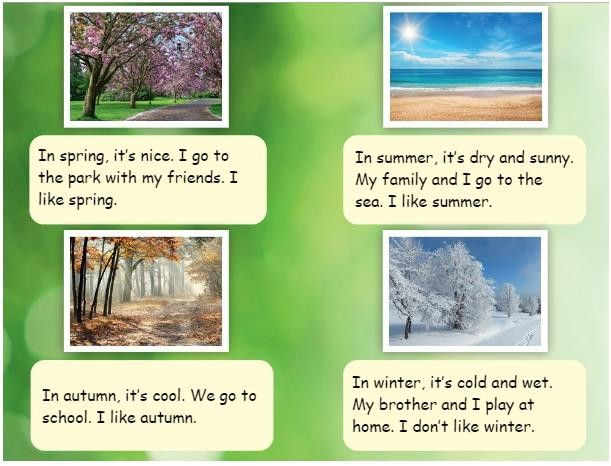 In spring, it's nice. I go to
the park with my friends. I
like spring.
In summer, it's dry and sunny.
My family and I go to the
sea. I like summer.
In autumn, it's cool. We go to
school. I like autumn.
In winter, it's cold and wet.
My brother and I play at
home. I don't like winter.